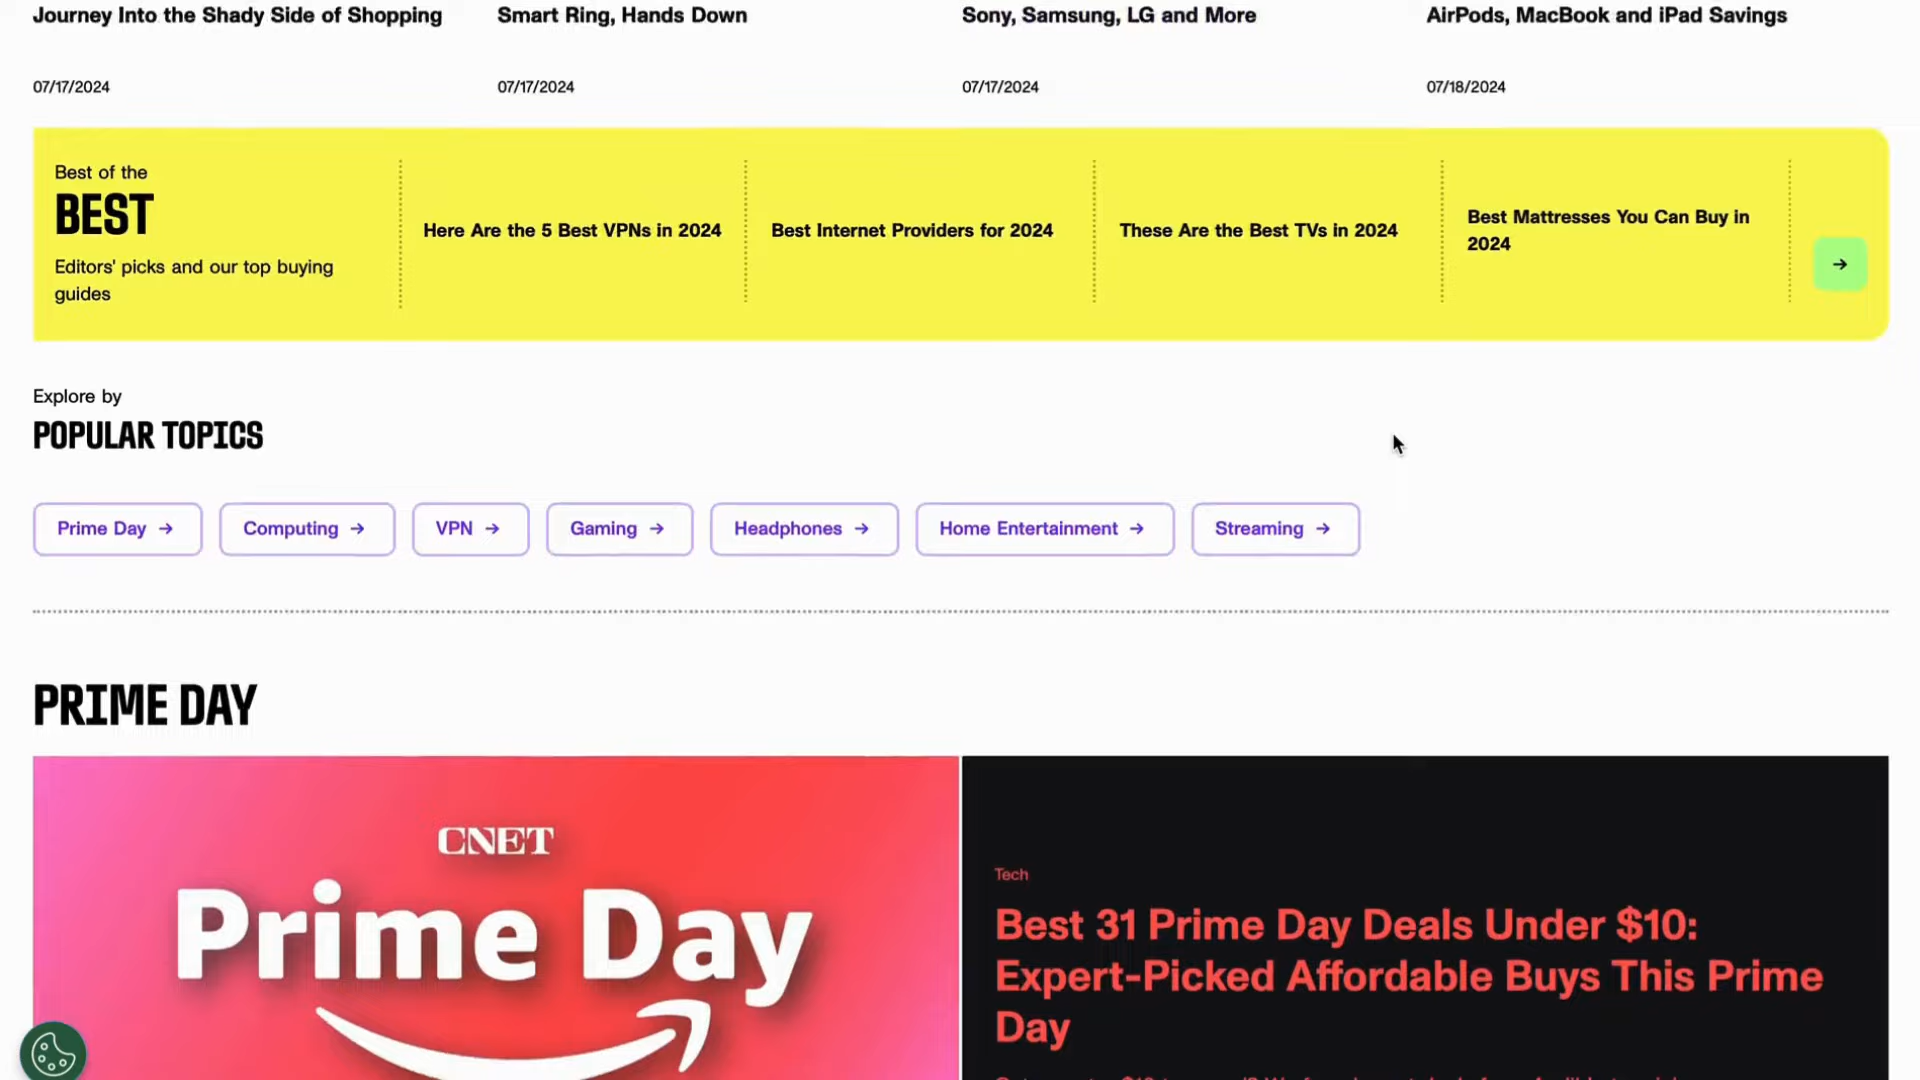 Journey Into the Shady Side of Shopping
Smart Ring, Hands Down
Sony, Samsung, LG and More
AirPods, MacBook and iPad Savings
07/17/2024
07/17/2024
07/17/2024
07/18/2024
Best of the
BEST
Editors' picks and our top buying
guides
Here Are the 5 Best VPNs in 2024
Best Internet Providers for 2024
These Are the Best TVs in 2024
Best Mattresses You Can Buy in
2024
Explore by
POPULAR TOPICS
Prime Day
Computing
VPN
Gaming
Headphones
Home Entertainment
Streaming
PRIME DAY
CNET
Prime Day
Tech
Best 31 Prime Day Deals Under $10:
Expert-Picked Affordable Buys This Prime
Day